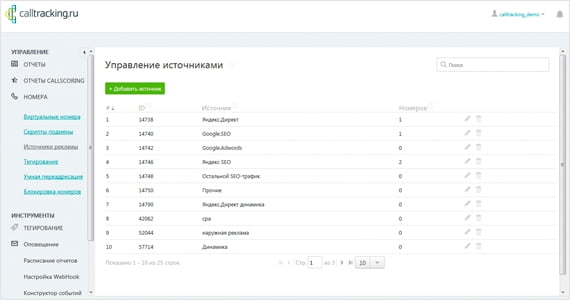 calltracking.ru
calltracking_demo
УПРАВЛЕНИЕ
ОТЧЕТЫ
ОТЧЕТЫ CALLSCORING
НОМЕРА
Виртуальные номера
Скрипты подмены
Источники рекламы
Тегирование
Умная переадресация
Блокировка номеров
ИНСТРУМЕНТЫ
ТЕГИРОВАНИЕ
Оповещение
Расписание отчетов
Настройка WebHook
Конструктор событий
Управление источниками
Поиск
+ Добавить источник
# ID Источник Номеров
1 14738 Яндекс.Директ 1
2 14740 Google.SEO 1
3 14742 Google.Adwords 0
4 14746 Яндекс SEO 2
5 14748 Остальной SEO-трафик 0
6 14750 Прочие 0
7 14790 Яндекс.Директ динамика 0
8 42062 cpa 0
9 52044 наружная реклама 0
10 57714 Динамика 0
Показано 1 - 10 из 25 строк. Стр. 1 из 3 10